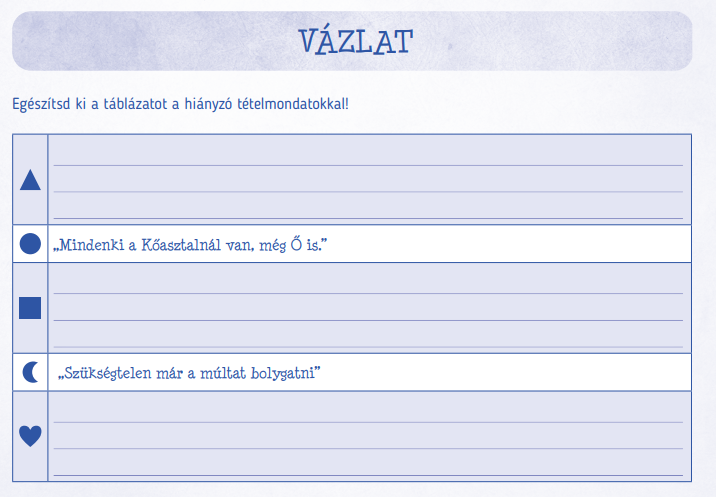 VÁZLAT
Egészítsd ki a táblázatot a hiányzó tételmondatokkal!
„Mindenki a Kőasztalnál van, még Ő is.”
„Szükségtelen már a múltat bolygatni”